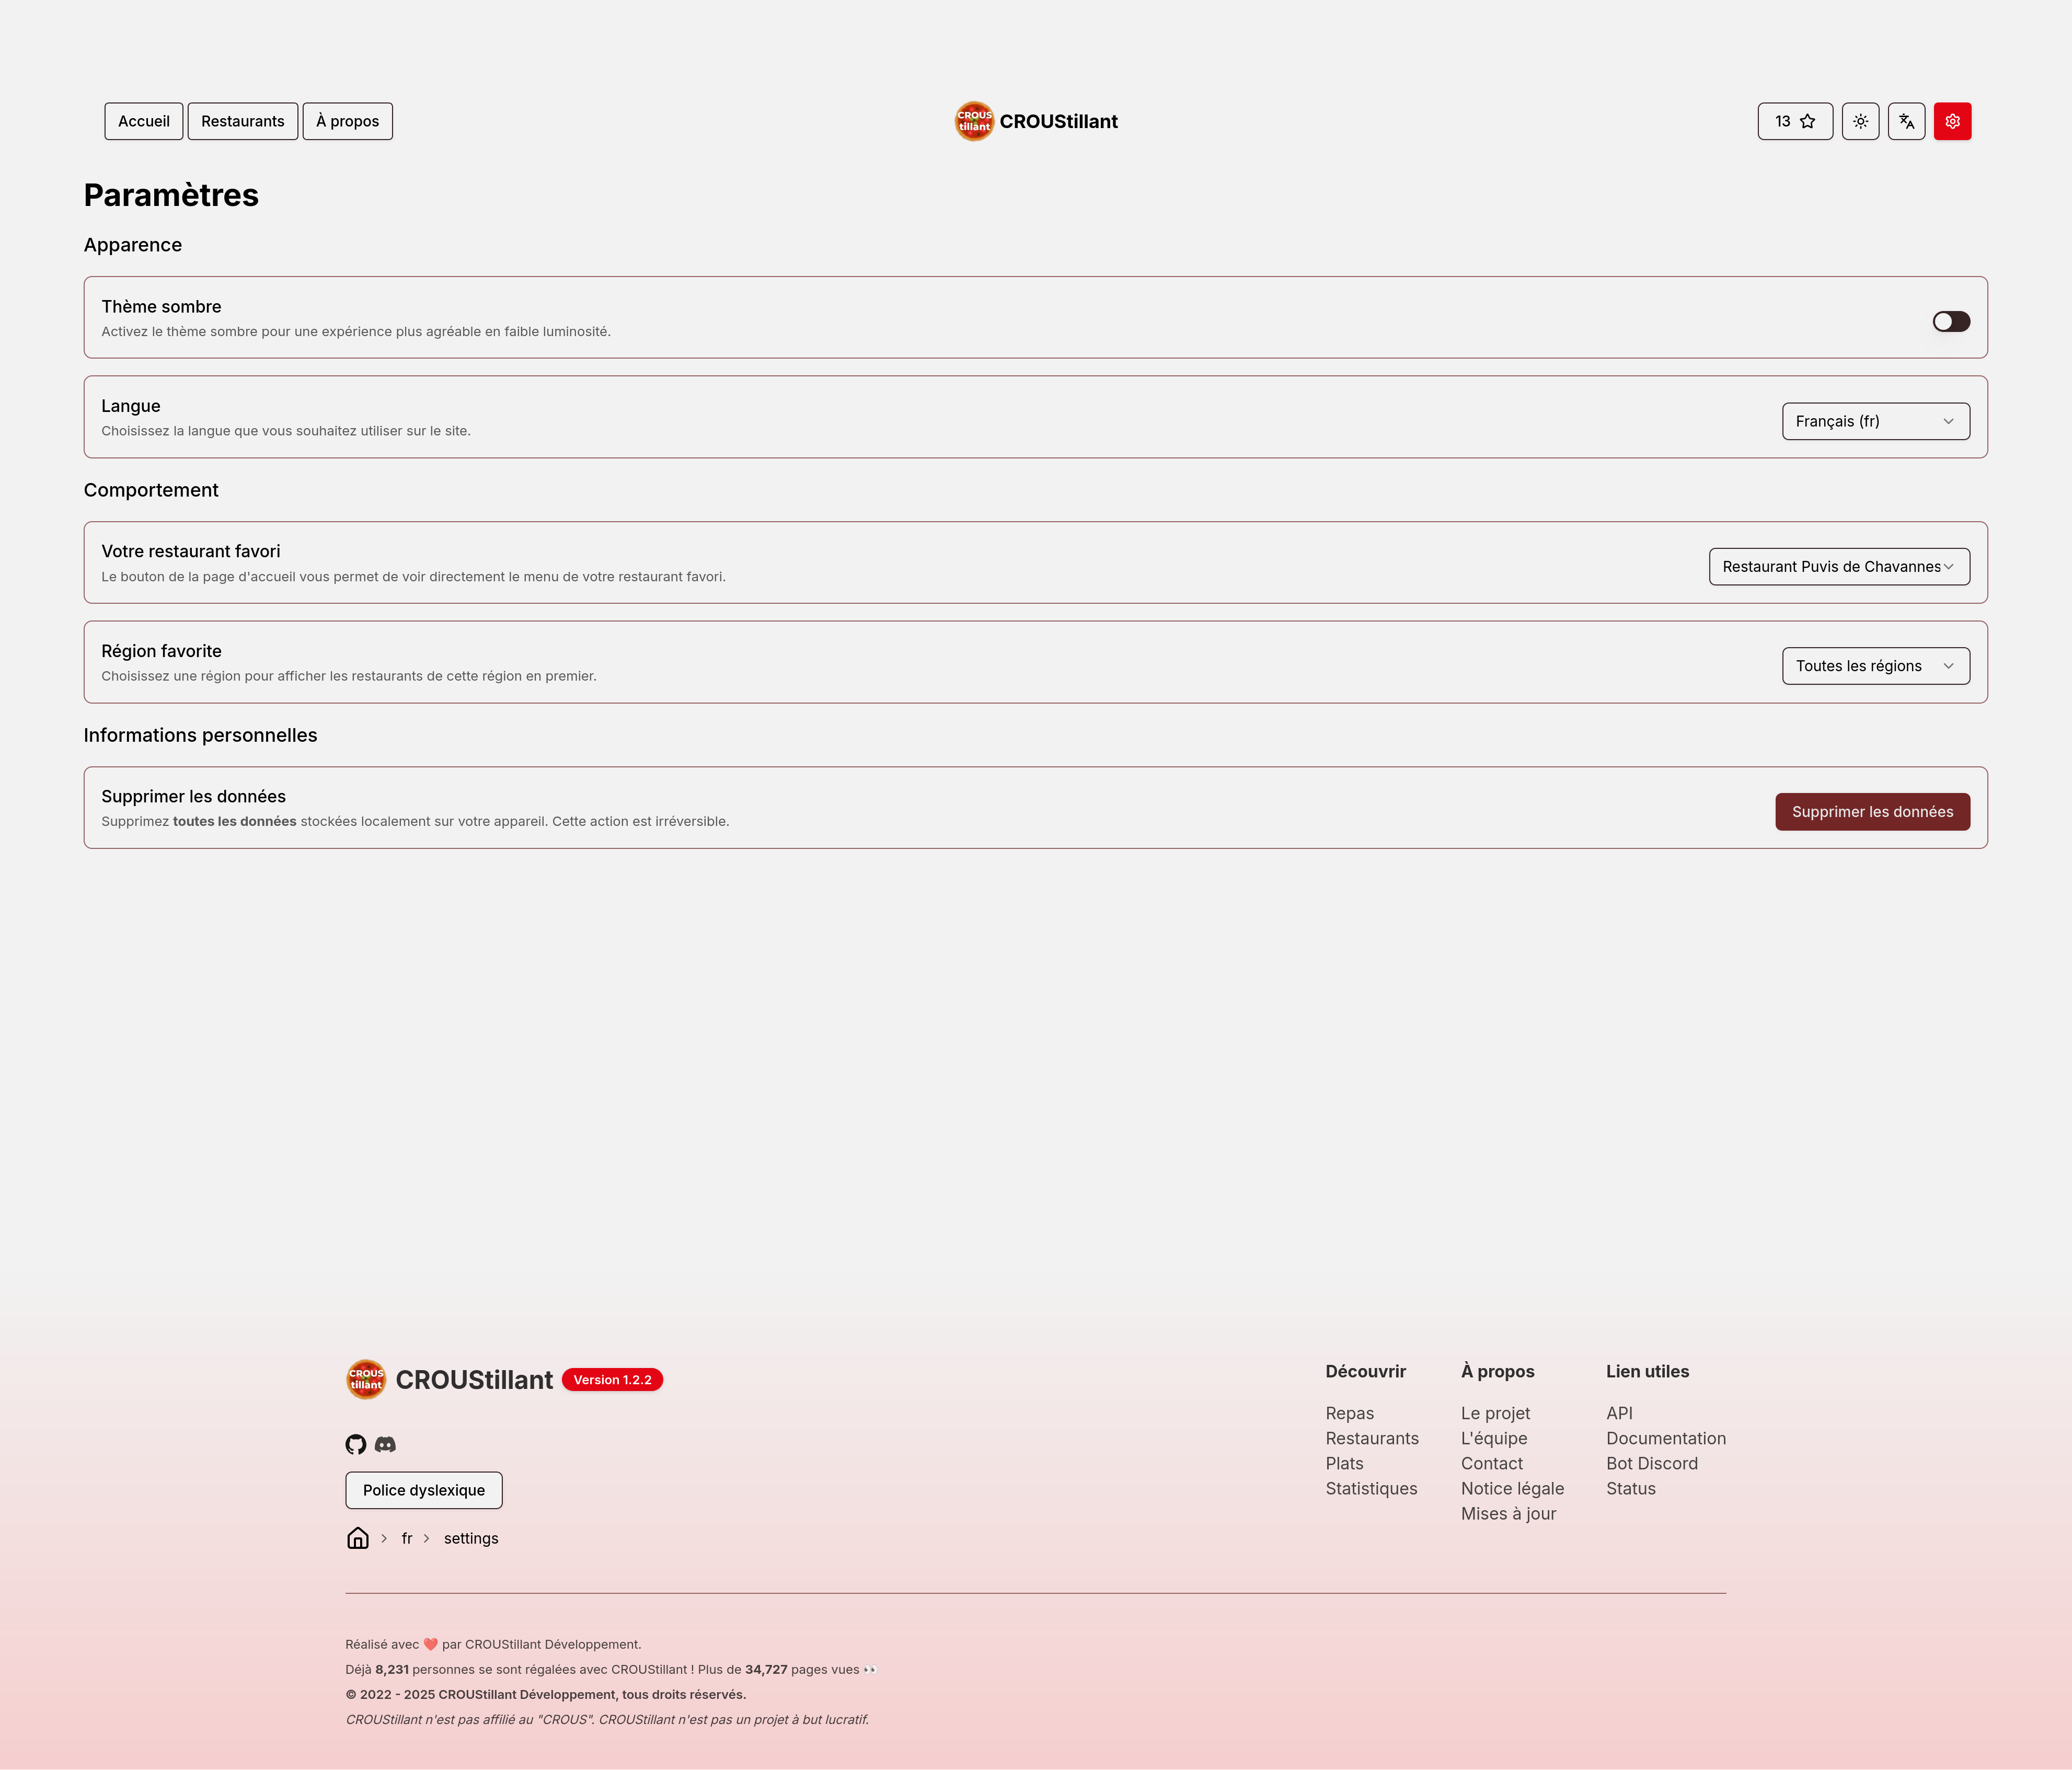 Accueil Restaurants À propos
CROUS
tillant
CROUStillant
13
Paramètres
Apparence
Thème sombre
Activez le thème sombre pour une expérience plus agréable en faible luminosité.
Langue
Choisissez la langue que vous souhaitez utiliser sur le site.
Français (fr)
Comportement
Votre restaurant favori
Le bouton de la page d'accueil vous permet de voir directement le menu de votre restaurant favori.
Restaurant Puvis de Chavannes
Région favorite
Choisissez une région pour afficher les restaurants de cette région en premier.
Toutes les régions
Informations personnelles
Supprimer les données
Supprimez toutes les données stockées localement sur votre appareil. Cette action est irréversible.
Supprimer les données
CROUS
tillant
CROUStillant Version 1.2.2
Police dyslexique
fr settings
Découvrir
Repas
Restaurants
Plats
Statistiques
À propos
Le projet
L'équipe
Contact
Notice légale
Mises à jour
Lien utiles
API
Documentation
Bot Discord
Status
Réalisé avec ❤️ par CROUStillant Développement.
Déjà 8,231 personnes se sont régalées avec CROUStillant ! Plus de 34,727 pages vues 👀
© 2022 - 2025 CROUStillant Développement, tous droits réservés.
CROUStillant n'est pas affilié au "CROUS". CROUStillant n'est pas un projet à but lucratif.